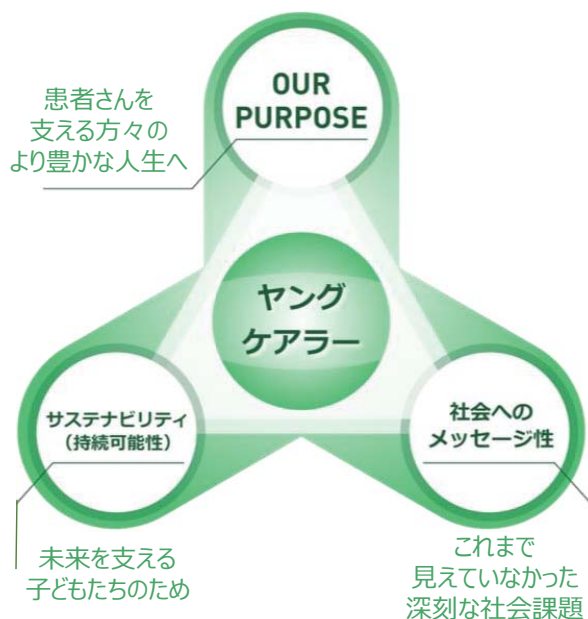 OUR
PURPOSE
患者さんを
支える方々の
より豊かな人生へ
ヤング
ケアラー
サステナビリティ
（持続可能性）
社会への
メッセージ性
未来を支える
子どもたちのため
これまで
見えていなかった
深刻な社会課題